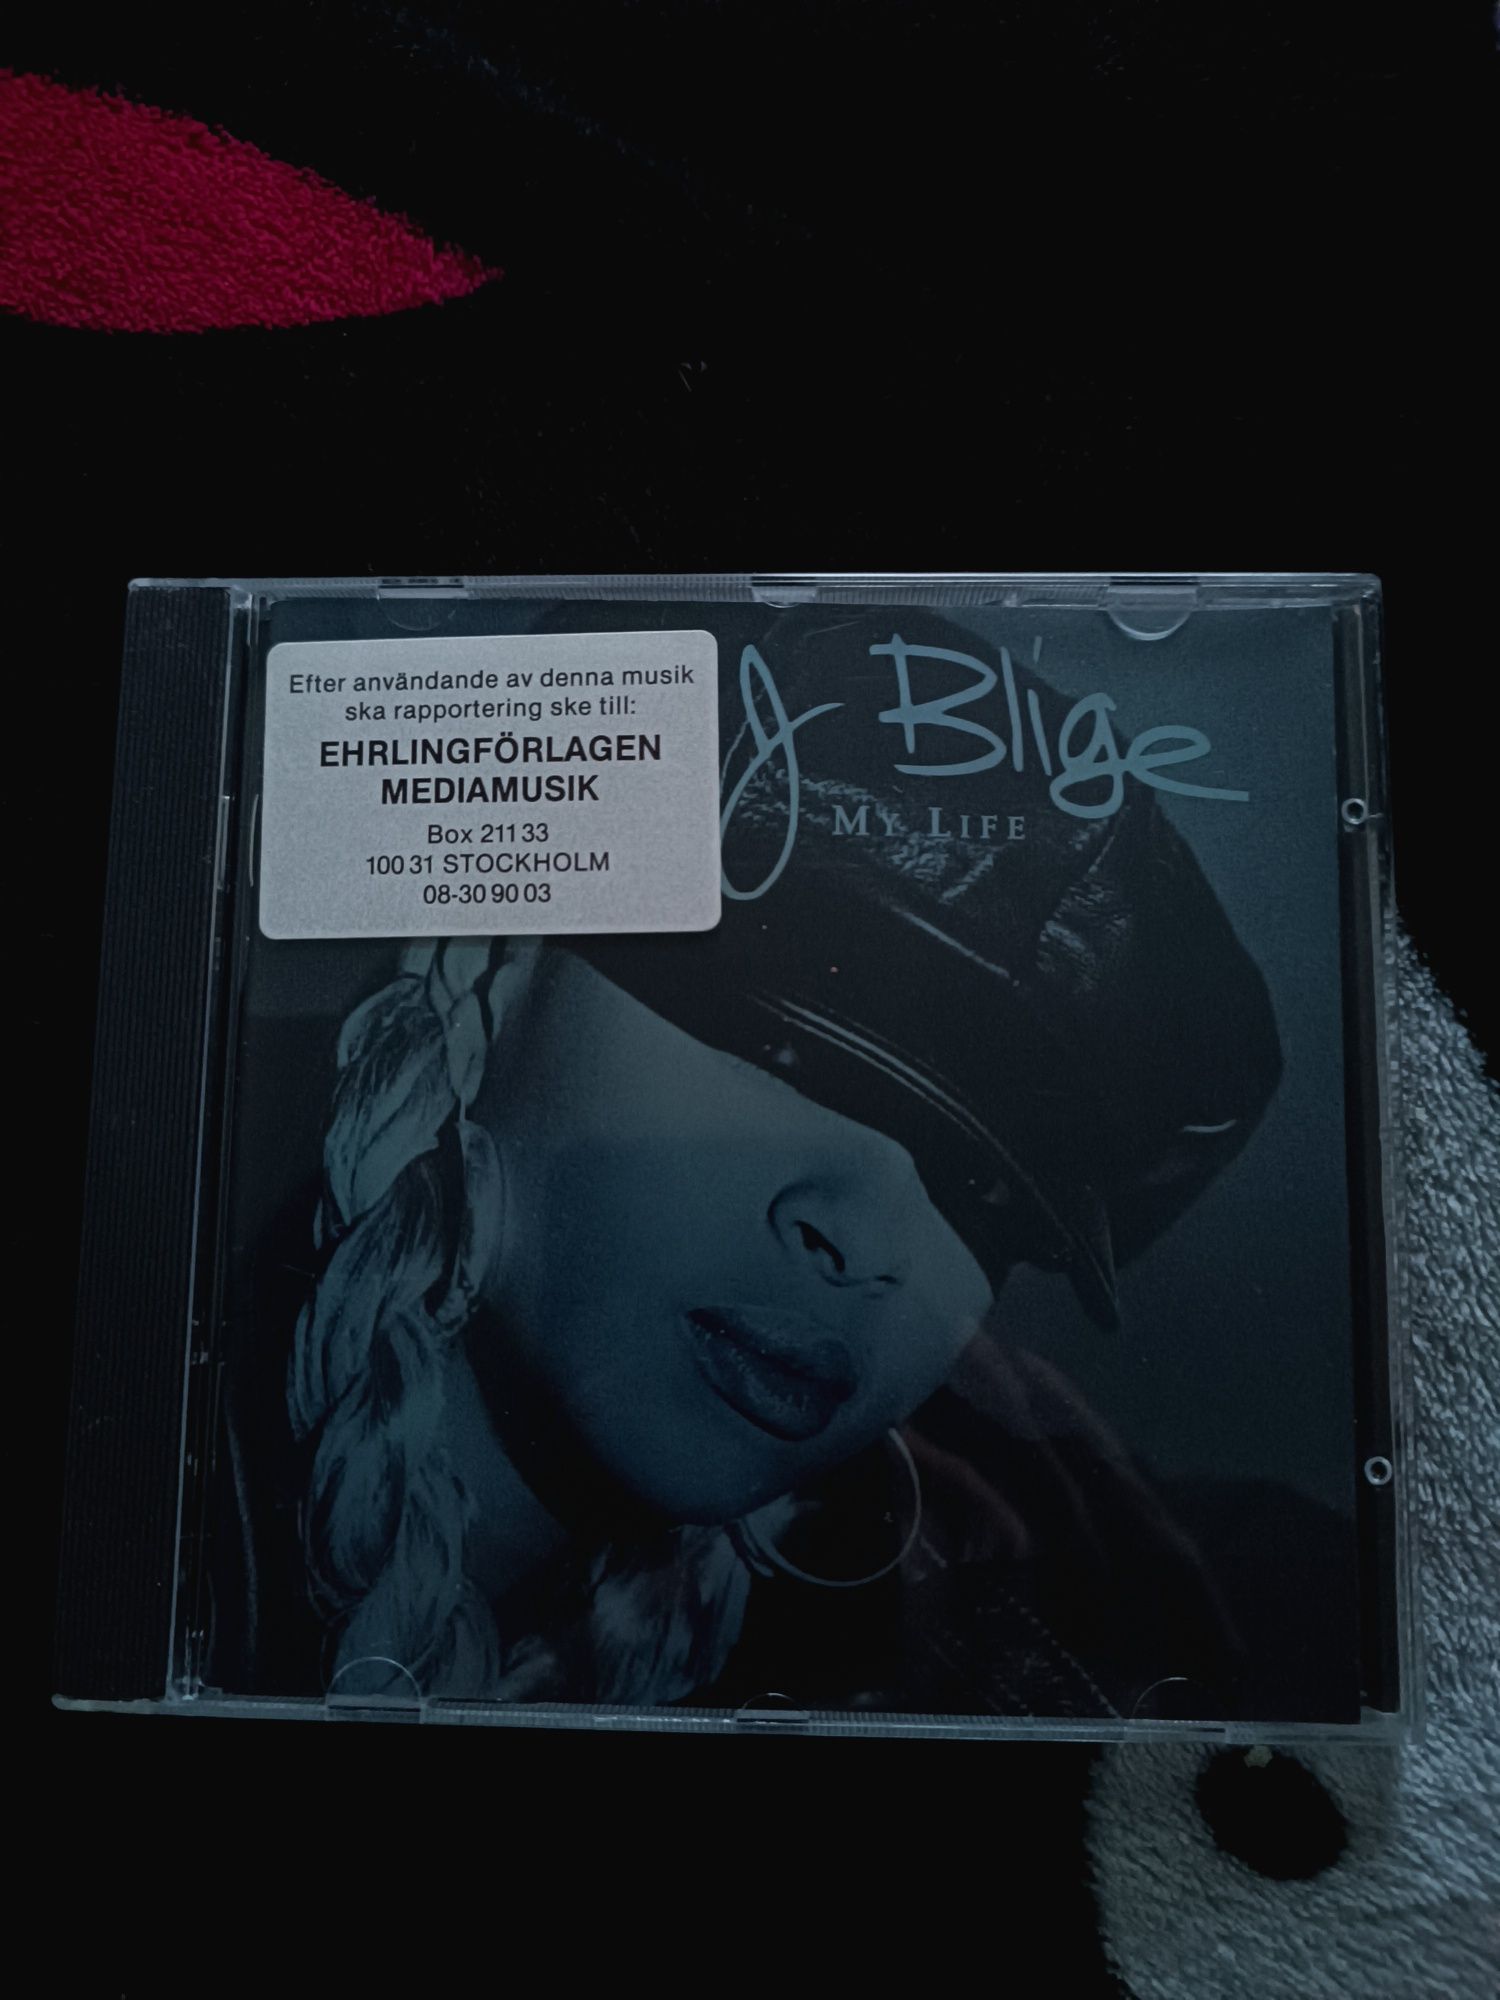 Efter användande av denna musik
ska rapportering ske till:
EHRLINGFÖRLAGEN
MEDIAMUSIK
Box 211 33
100 31 STOCKHOLM
08-30 90 03
J Blige
MY LIFE